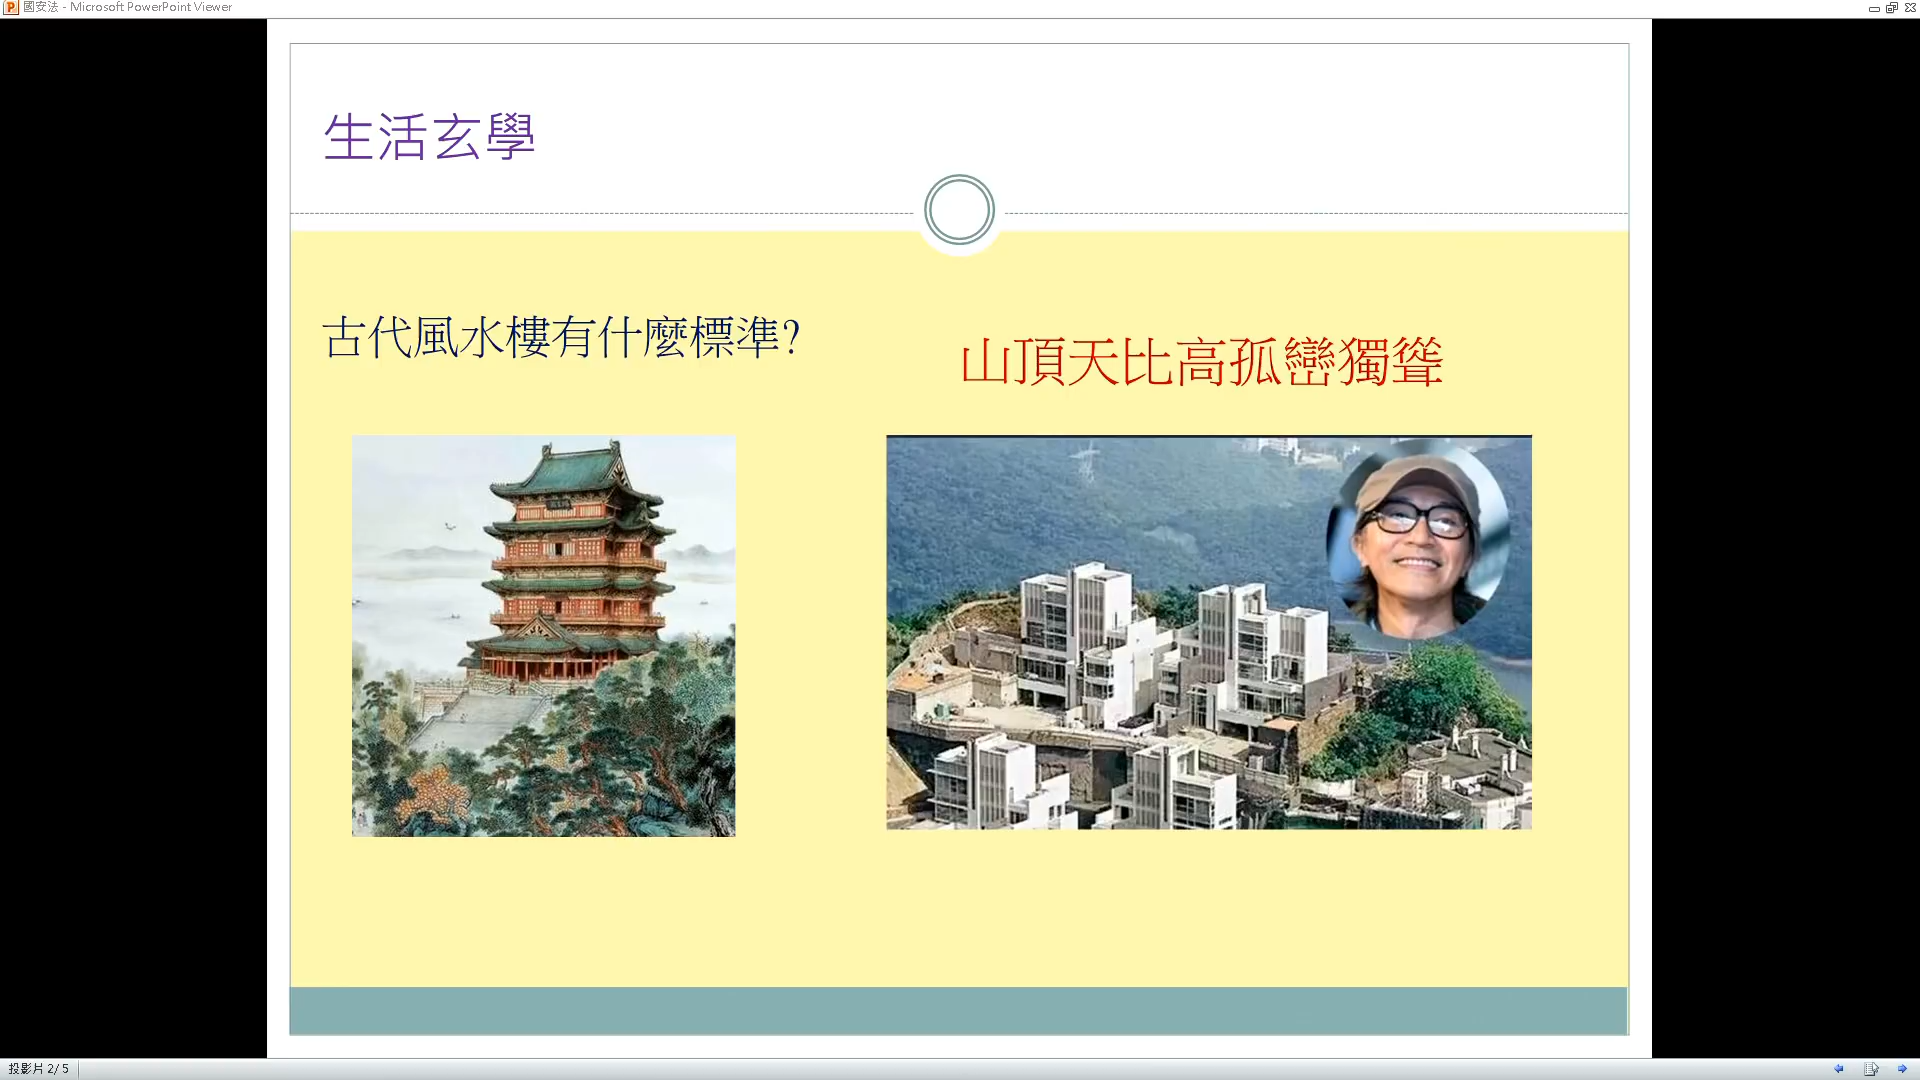 國安法 - Microsoft PowerPoint Viewer
生活玄學
古代風水樓有什麼標準?
山頂天比高孤巒獨聳
投影片 2/ 5